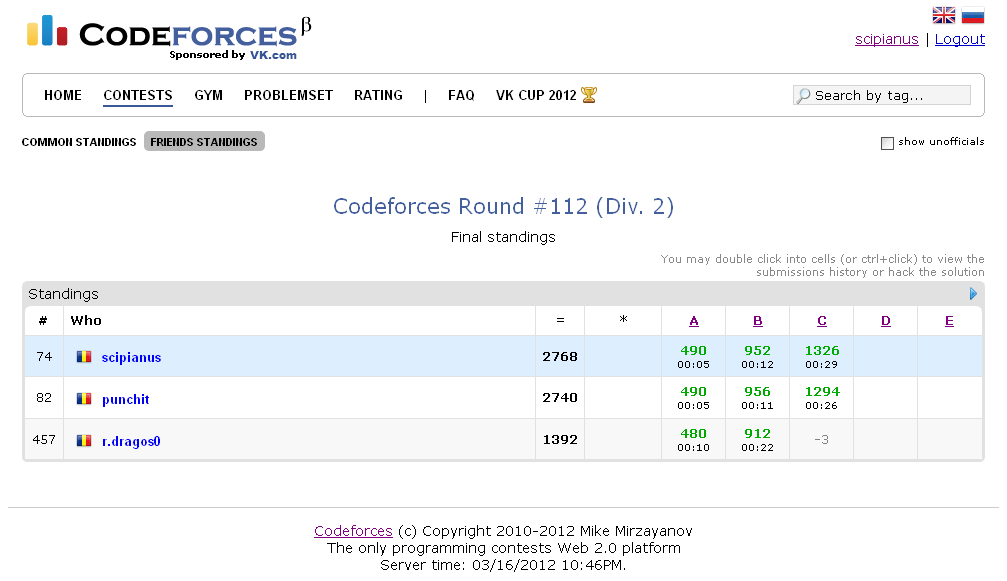 CODEFORCES β
Sponsored by VK.com
scipianus | Logout
HOME CONTESTS GYM PROBLEMSET RATING | FAQ VK CUP 2012
Search by tag...
COMMON STANDINGS FRIENDS STANDINGS
show unofficials
Codeforces Round #112 (Div. 2)
Final standings
You may double click into cells (or ctrl+click) to view the
submissions history or hack the solution
Standings
# Who = * A B C D E
74 scipianus 2768 490 952 1326
00:05 00:12 00:29
82 punchit 2740 490 956 1294
00:05 00:11 00:26
457 r.dragos0 1392 480 912 -3
00:10 00:22
Codeforces (c) Copyright 2010-2012 Mike Mirzayanov
The only programming contests Web 2.0 platform
Server time: 03/16/2012 10:46PM.